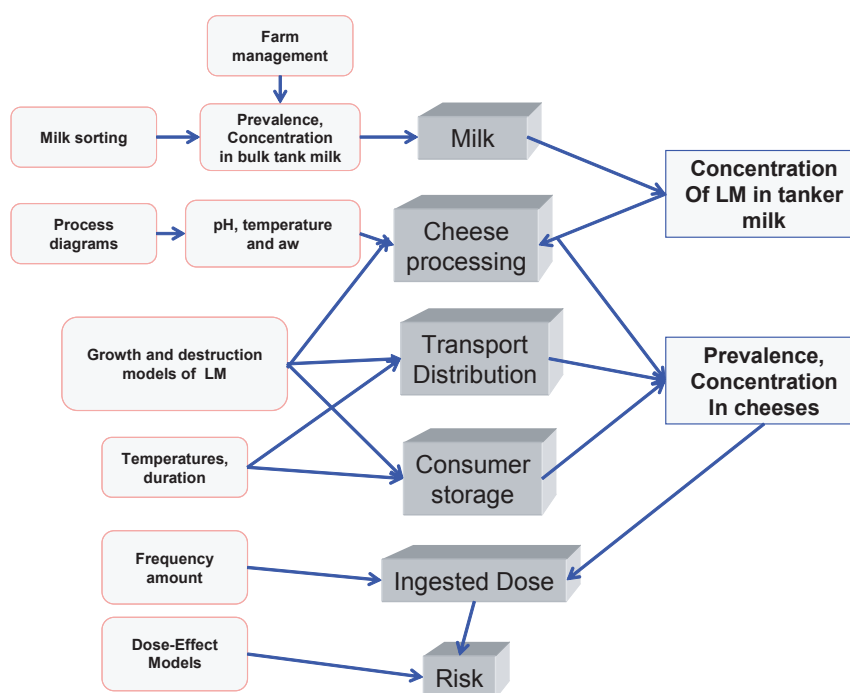 Farm
management
Milk sorting
Prevalence,
Concentration
in bulk tank milk
Milk
Concentration
Of LM in tanker
milk
Process
diagrams
pH, temperature
and aw
Cheese
processing
Growth and destruction
models of LM
Transport
Distribution
Prevalence,
Concentration
In cheeses
Temperatures,
duration
Consumer
storage
Frequency
amount
Ingested Dose
Dose-Effect
Models
Risk